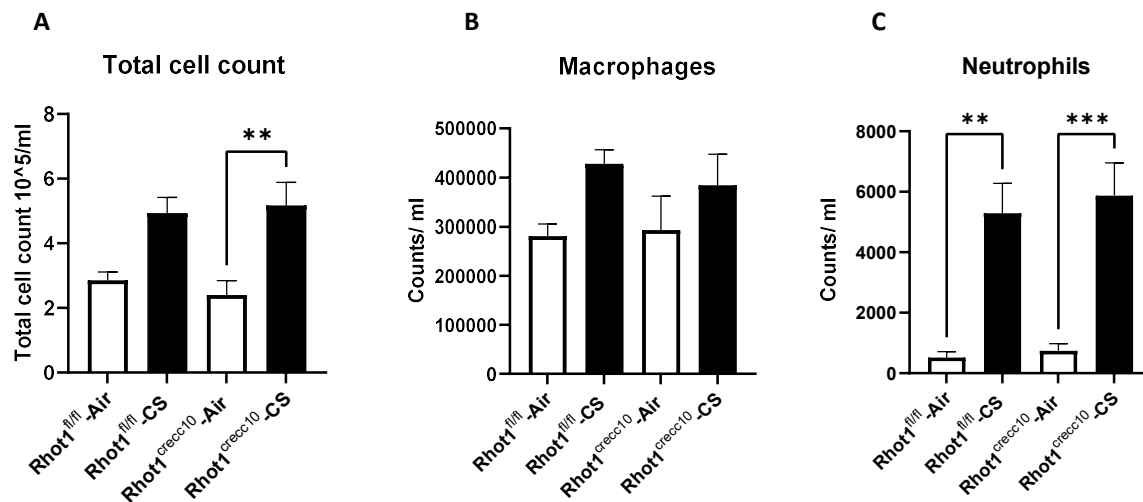 A
B
C
Total cell count
Macrophages
Neutrophils
Total cell count 10^5/ml
8
6
4
2
0
**
Rhot1fl/fl -Air
Rhot1fl/fl -CS
Rhot1crecc10 -Air
Rhot1crecc10 -CS
Counts/ ml
500000
400000
300000
200000
100000
0
Rhot1fl/fl -Air
Rhot1fl/fl -CS
Rhot1crecc10 -Air
Rhot1crecc10 -CS
Counts/ ml
8000
6000
4000
2000
0
**
***
Rhot1fl/fl -Air
Rhot1fl/fl -CS
Rhot1crecc10 -Air
Rhot1crecc10 -CS